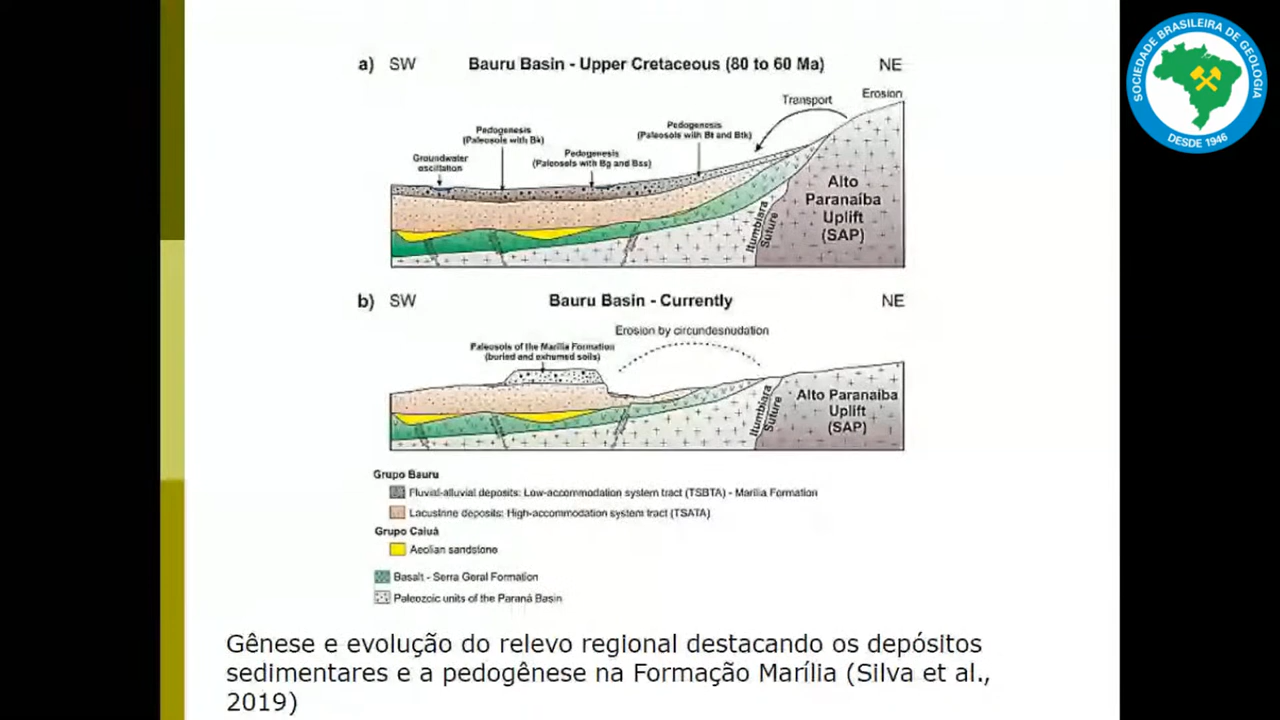 a) SW Bauru Basin - Upper Cretaceous (80 to 60 Ma) NE
Transport
Erosion
Pedogenesis
(Paleosols with Bk)
Pedogenesis
(Paleosols with Bt and Btk)
Groundwater
oscillation
Pedogenesis
(Paleosols with Bg and Bss)
Alto
Paranaíba
Uplift
(SAP)
Itumbiara
Suture
b) SW Bauru Basin - Currently NE
Erosion by circundesnudation
Paleosols of the Marília Formation
(buried and exhumed soils)
Alto Paranaíba
Uplift
(SAP)
Itumbiara
Suture
Grupo Bauru
Fluvial-alluvial deposits: Low-accommodation system tract (TSBTA) - Marília Formation
Lacustrine deposits: High-accommodation system tract (TSATA)
Grupo Caiuá
Aeolian sandstone
Basalt - Serra Geral Formation
Paleozoic units of the Paraná Basin
Gênese e evolução do relevo regional destacando os depósitos
sedimentares e a pedogênese na Formação Marília (Silva et al.,
2019)
SOCIEDADE BRASILEIRA DE GEOLOGIA
DESDE 1946